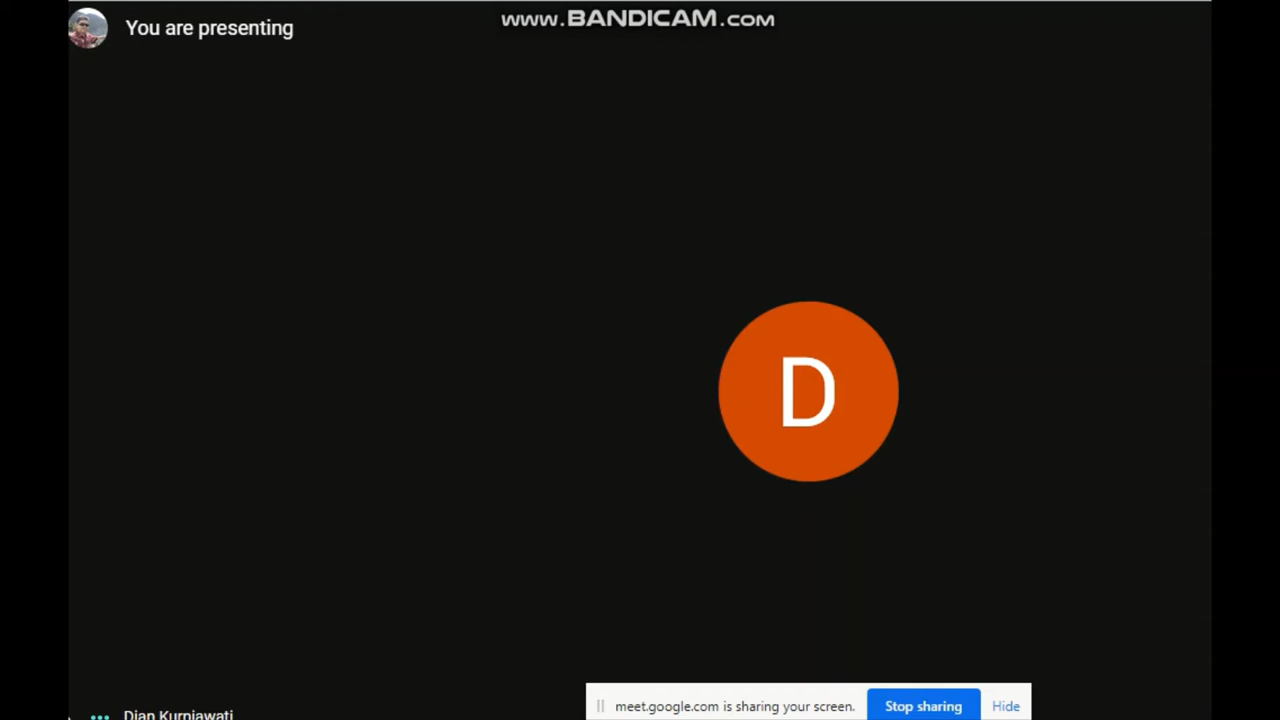 www.BANDICAM.com
You are presenting
D
Dian Kurniawati
meet.google.com is sharing your screen.
Stop sharing
Hide